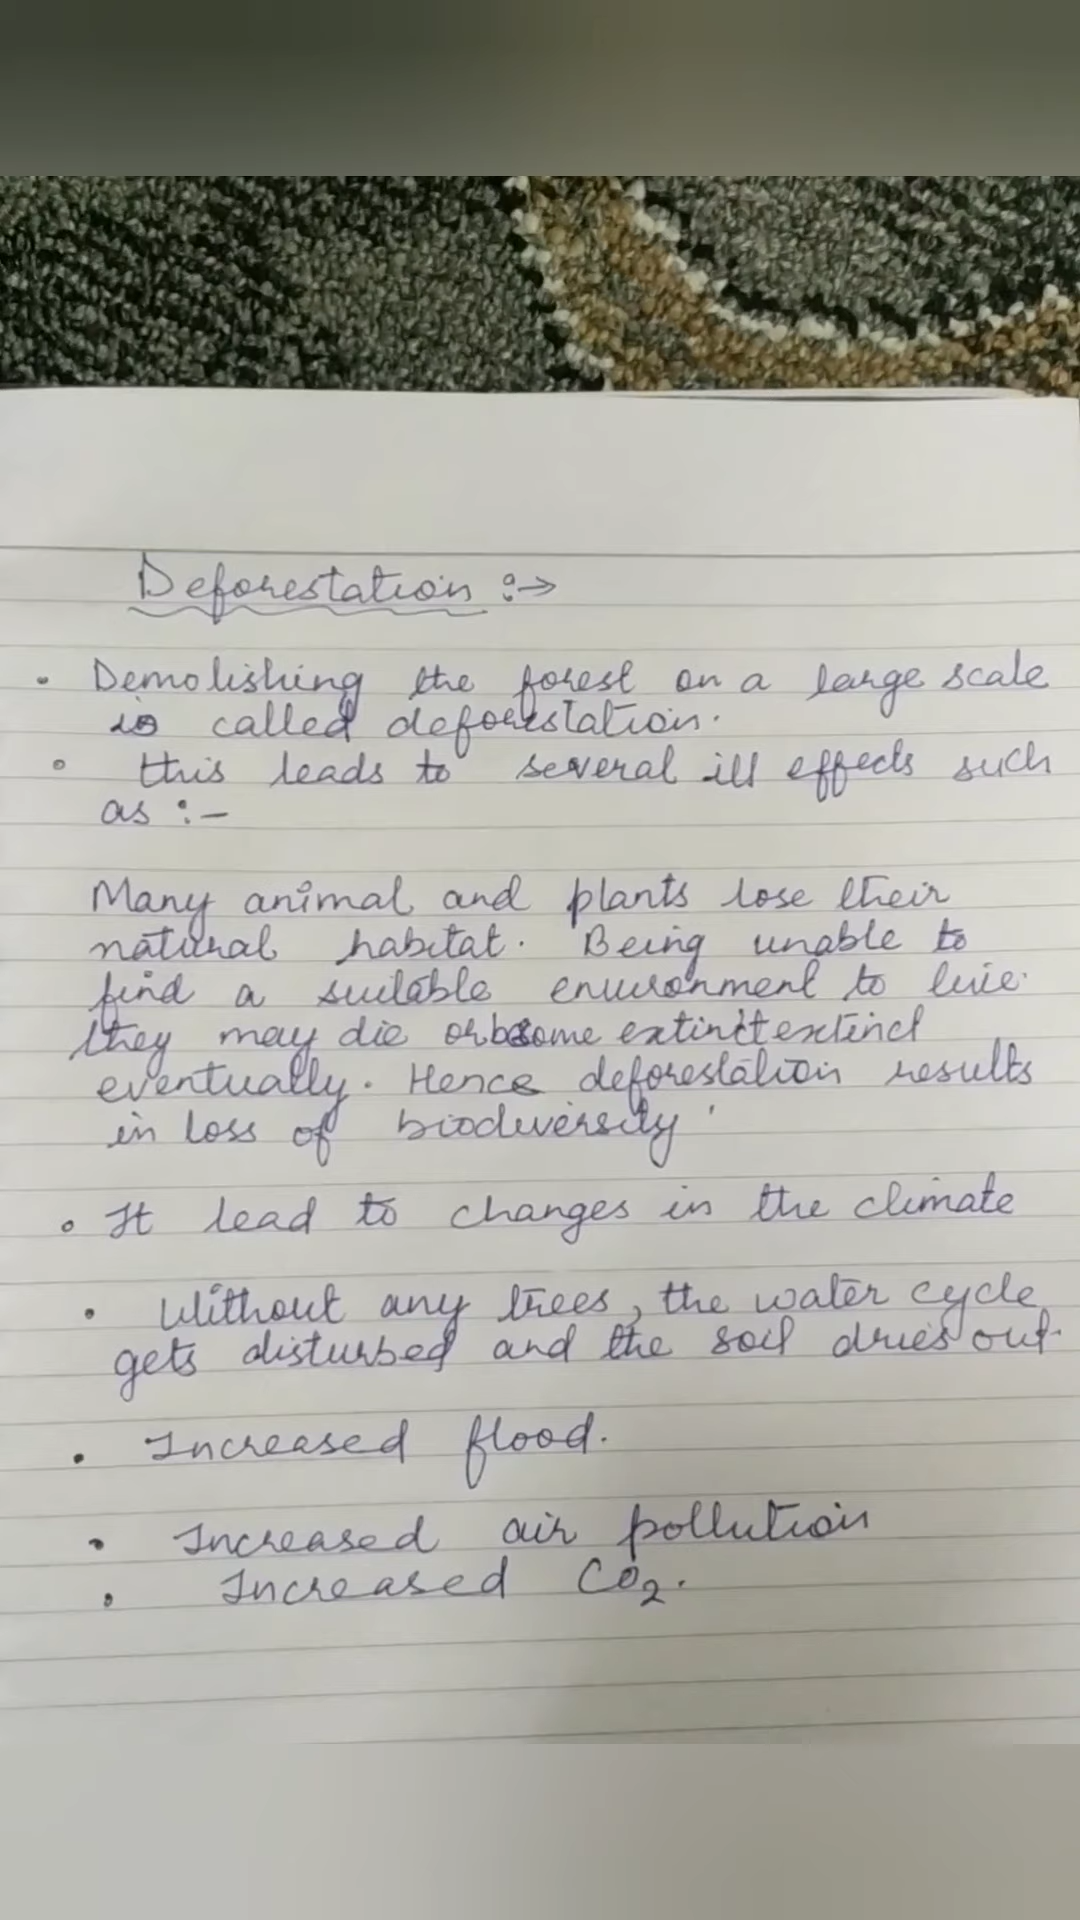 Deforestation :→
• Demolishing the forest on a large scale
is called deforestation.
• this leads to several ill effects such
as :-
Many animal and plants lose their
natural habitat. Being unable to
find a suitable environment to live.
they may die or become extinct extinct
eventually. Hence deforestation results
in loss of biodiversity
• It lead to changes in the climate
• Without any trees, the water cycle
gets disturbed and the soil dries out.
• Increased flood.
• Increased air pollution
• Increased CO₂.